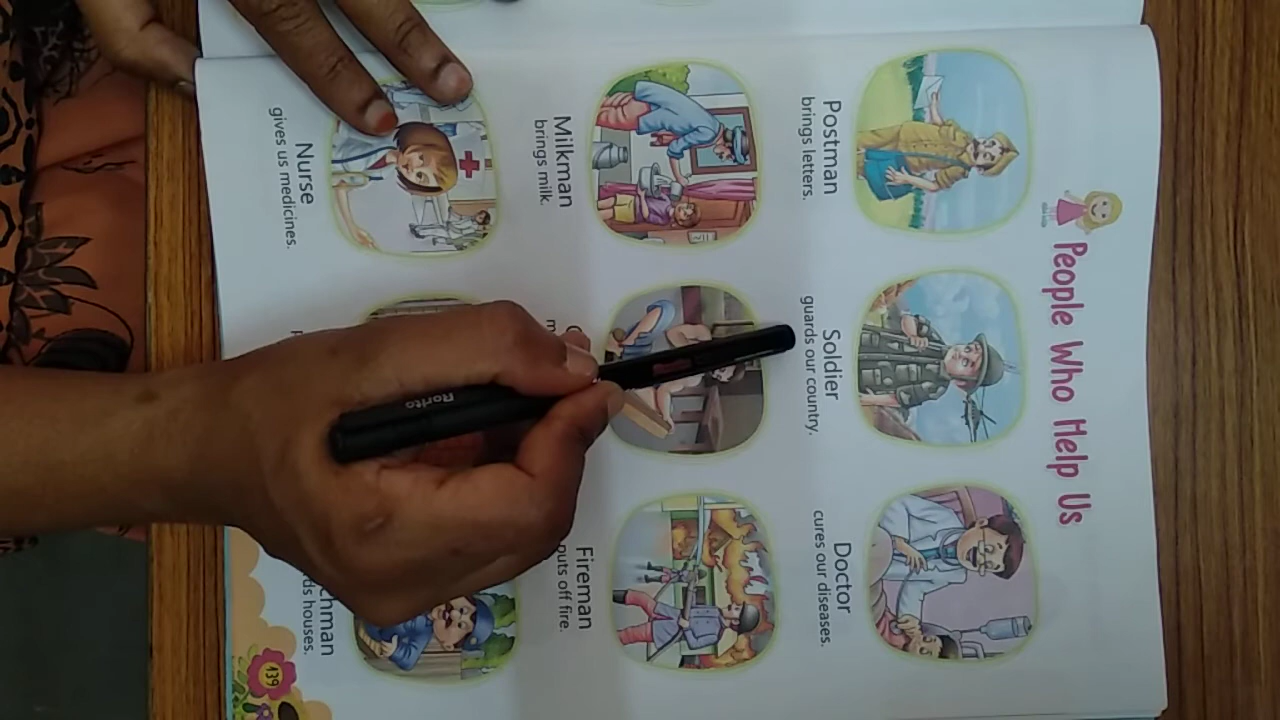 People Who Help Us
Postman
brings letters.
Soldier
guards our country.
Doctor
cures our diseases.
Milkman
brings milk.
Fireman
puts off fire.
Nurse
gives us medicines.
139
Rorito